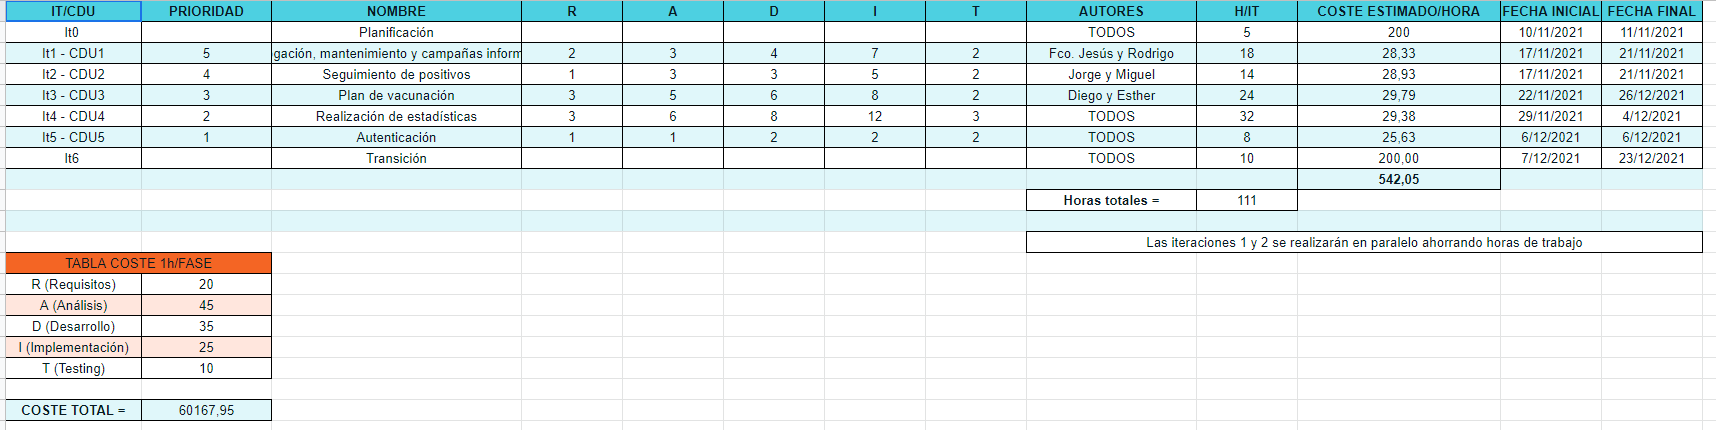 IT/CDU PRIORIDAD NOMBRE R A D I T AUTORES H/IT COSTE ESTIMADO/HORA FECHA INICIAL FECHA FINAL
It0 Planificación TODOS 5 200 10/11/2021 11/11/2021
It1 - CDU1 5 gación, mantenimiento y campañas inform 2 3 4 7 2 Fco. Jesús y Rodrigo 18 28,33 17/11/2021 21/11/2021
It2 - CDU2 4 Seguimiento de positivos 1 3 3 5 2 Jorge y Miguel 14 28,93 17/11/2021 21/11/2021
It3 - CDU3 3 Plan de vacunación 3 5 6 8 2 Diego y Esther 24 29,79 22/11/2021 26/12/2021
It4 - CDU4 2 Realización de estadísticas 3 6 8 12 3 TODOS 32 29,38 29/11/2021 4/12/2021
It5 - CDU5 1 Autenticación 1 1 2 2 2 TODOS 8 25,63 6/12/2021 6/12/2021
It6 Transición TODOS 10 200,00 7/12/2021 23/12/2021
542,05
Horas totales = 111
Las iteraciones 1 y 2 se realizarán en paralelo ahorrando horas de trabajo
TABLA COSTE 1h/FASE
R (Requisitos) 20
A (Análisis) 45
D (Desarrollo) 35
I (Implementación) 25
T (Testing) 10
COSTE TOTAL = 60167,95